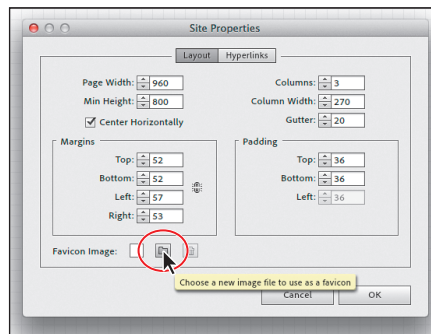 Site Properties
Layout Hyperlinks
Page Width: 960 Columns: 3
Min Height: 800 Column Width: 270
Center Horizontally Gutter: 20
Margins Padding
Top: 52 Top: 36
Bottom: 52 Bottom: 36
Left: 57 Left: 36
Right: 53
Favicon Image:
Choose a new image file to use as a favicon
Cancel OK